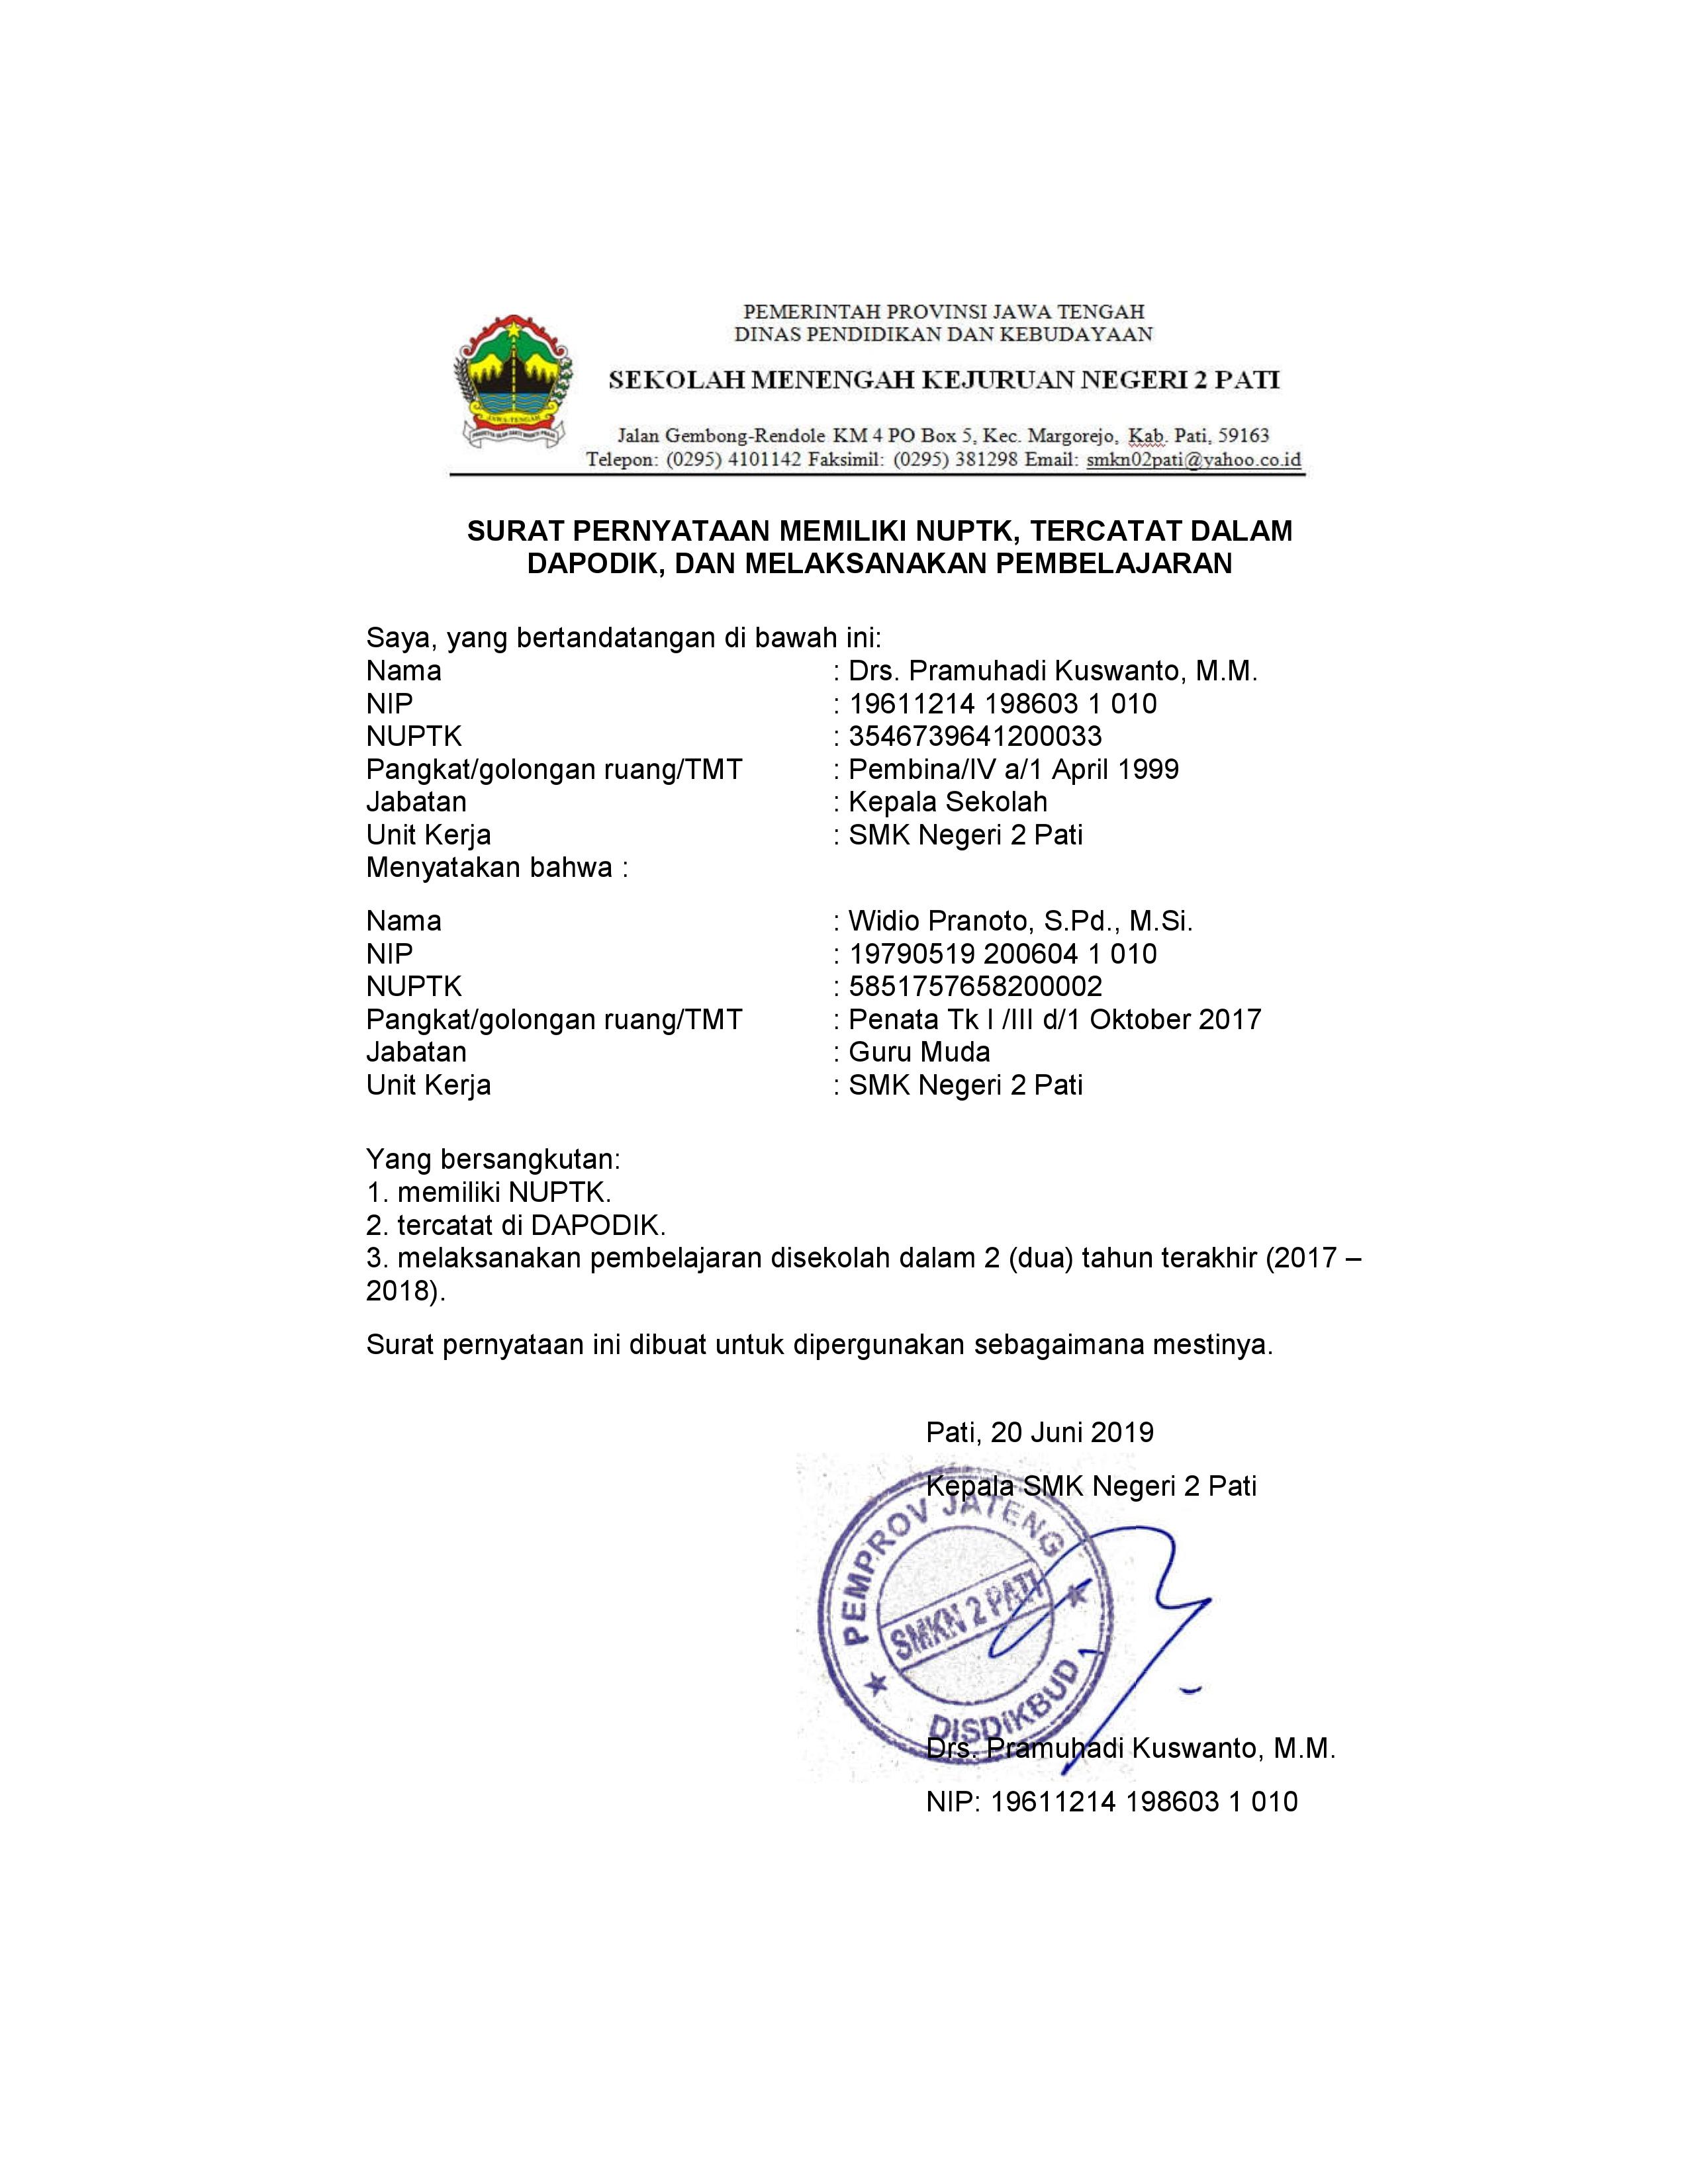 PEMERINTAH PROVINSI JAWA TENGAH
DINAS PENDIDIKAN DAN KEBUDAYAAN
SEKOLAH MENENGAH KEJURUAN NEGERI 2 PATI
JAWA-TENGAH
Jalan Gembong-Rendole KM 4 PO Box 5, Kec. Margorejo, Kab. Pati, 59163
Telepon: (0295) 4101142 Faksimil: (0295) 381298 Email: smkn02pati@yahoo.co.id
SURAT PERNYATAAN MEMILIKI NUPTK, TERCATAT DALAM
DAPODIK, DAN MELAKSANAKAN PEMBELAJARAN
Saya, yang bertandatangan di bawah ini:
Nama : Drs. Pramuhadi Kuswanto, M.M.
NIP : 19611214 198603 1 010
NUPTK : 3546739641200033
Pangkat/golongan ruang/TMT : Pembina/IV a/1 April 1999
Jabatan : Kepala Sekolah
Unit Kerja : SMK Negeri 2 Pati
Menyatakan bahwa :
Nama : Widio Pranoto, S.Pd., M.Si.
NIP : 19790519 200604 1 010
NUPTK : 5851757658200002
Pangkat/golongan ruang/TMT : Penata Tk I /III d/1 Oktober 2017
Jabatan : Guru Muda
Unit Kerja : SMK Negeri 2 Pati
Yang bersangkutan:
1. memiliki NUPTK.
2. tercatat di DAPODIK.
3. melaksanakan pembelajaran disekolah dalam 2 (dua) tahun terakhir (2017 –
2018).
Surat pernyataan ini dibuat untuk dipergunakan sebagaimana mestinya.
Pati, 20 Juni 2019
Kepala SMK Negeri 2 Pati
PEMPROV JATENG
SMKN 2 PATI
DISDIKBUD
Drs. Pramuhadi Kuswanto, M.M.
NIP: 19611214 198603 1 010